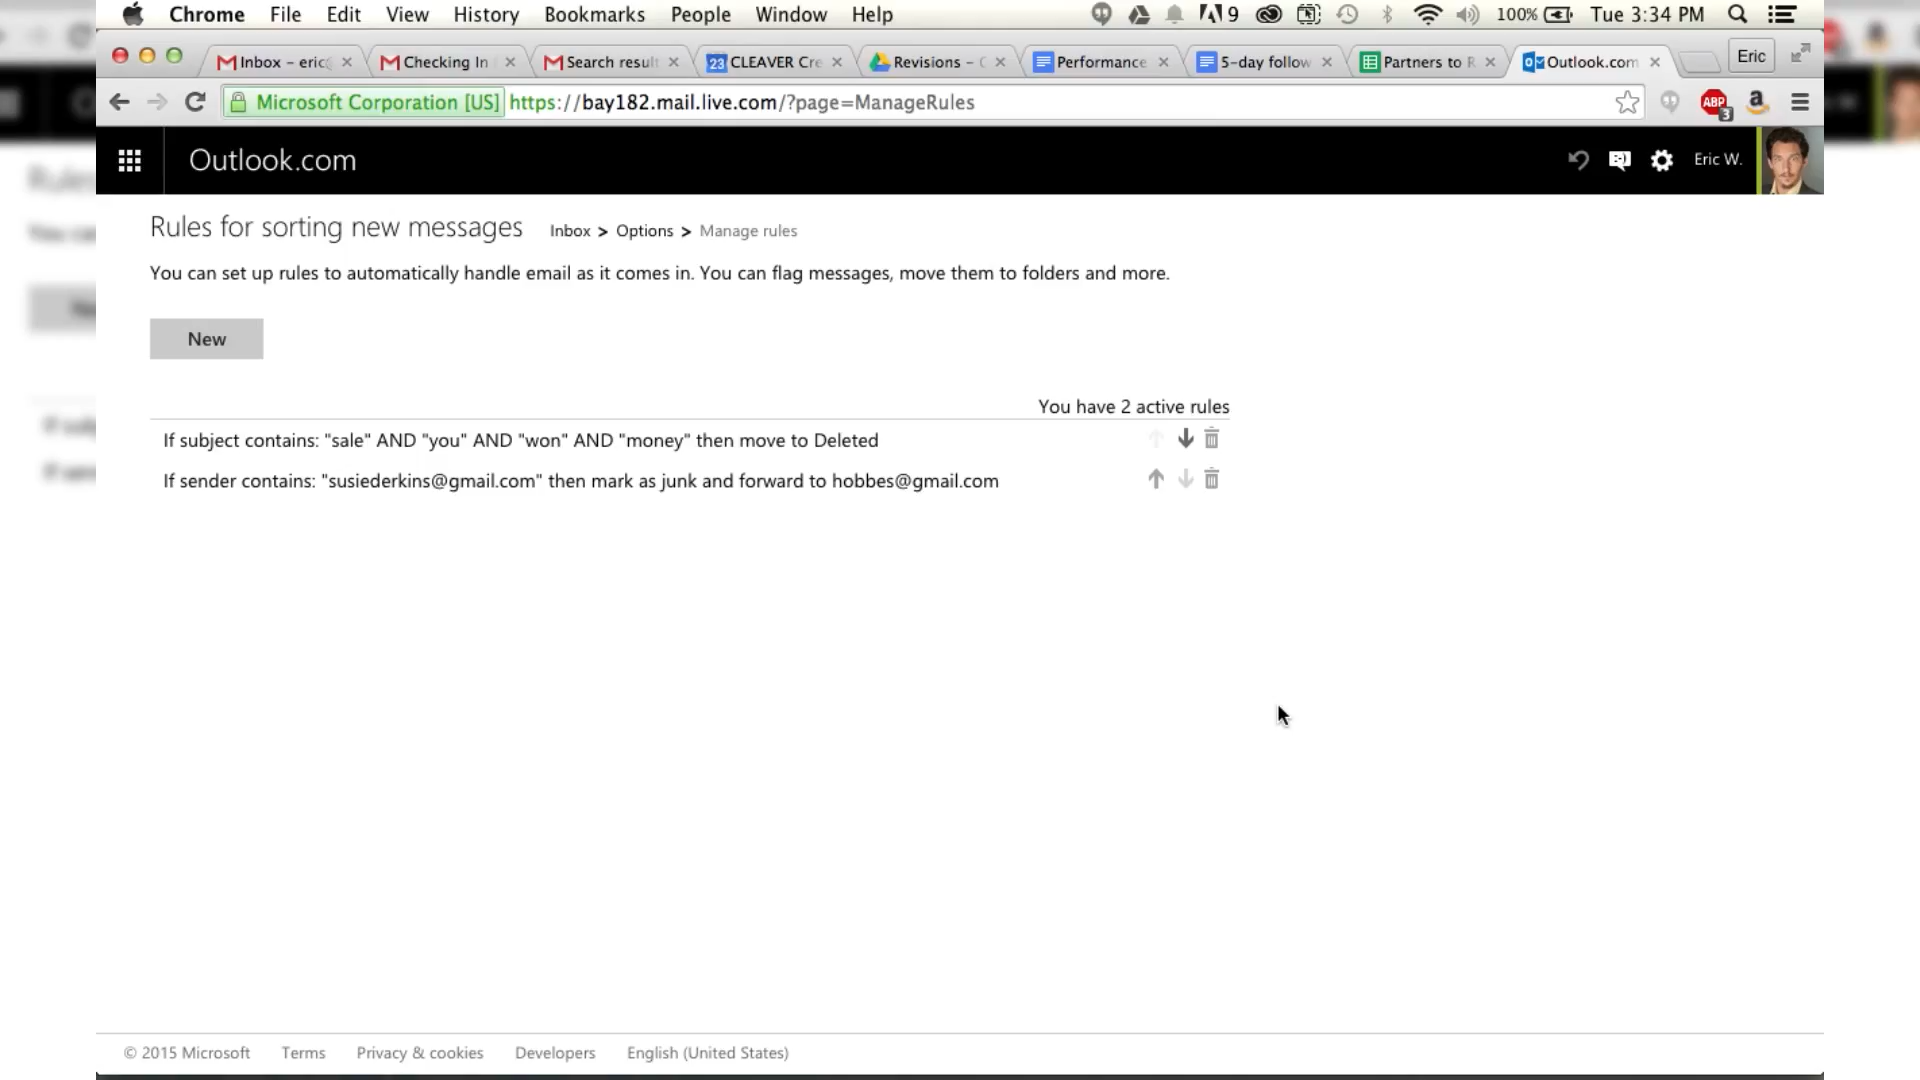 Chrome File Edit View History Bookmarks People Window Help 9 100% Tue 3:34 PM
Inbox – eric Checking In Search result 23 CLEAVER Cre Revisions – Performance 5-day follow Partners to R Outlook.com Eric
Microsoft Corporation [US] https://bay182.mail.live.com/?page=ManageRules ABP 3 a
Outlook.com Eric W.
Rules for sorting new messages Inbox > Options > Manage rules
You can set up rules to automatically handle email as it comes in. You can flag messages, move them to folders and more.
New
You have 2 active rules
If subject contains: "sale" AND "you" AND "won" AND "money" then move to Deleted
If sender contains: "susiederkins@gmail.com" then mark as junk and forward to hobbes@gmail.com
© 2015 Microsoft Terms Privacy & cookies Developers English (United States)